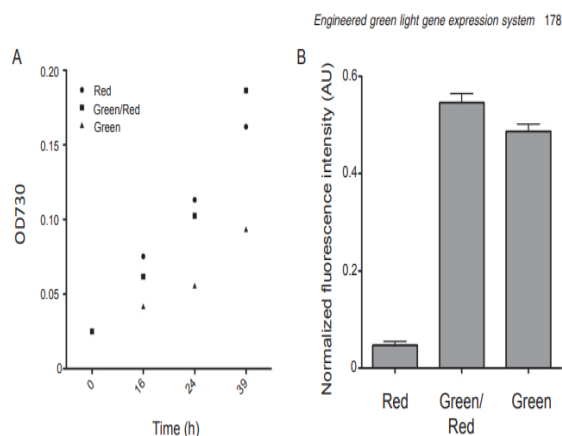 Engineered green light gene expression system 178
A
0.20
0.15
0.10
0.05
0
OD730
Red
Green/Red
Green
0
16
24
39
Time (h)
B
0.6
0.4
0.2
0
Normalized fluorescence intensity (AU)
Red
Green/
Red
Green